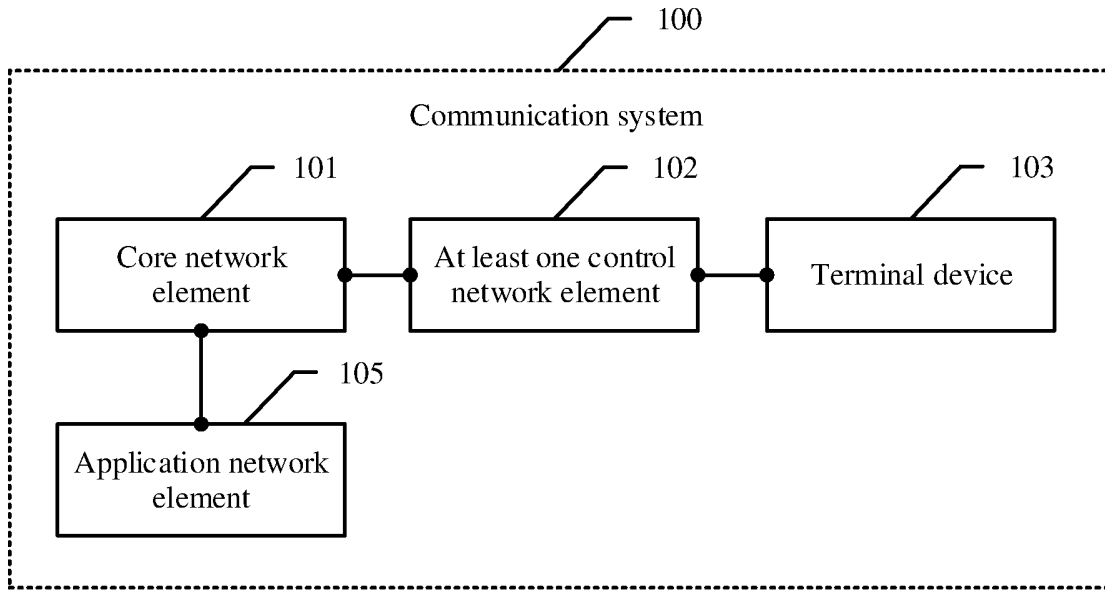 100
Communication system
101
102
103
Core network
element
At least one control
network element
Terminal device
105
Application network
element